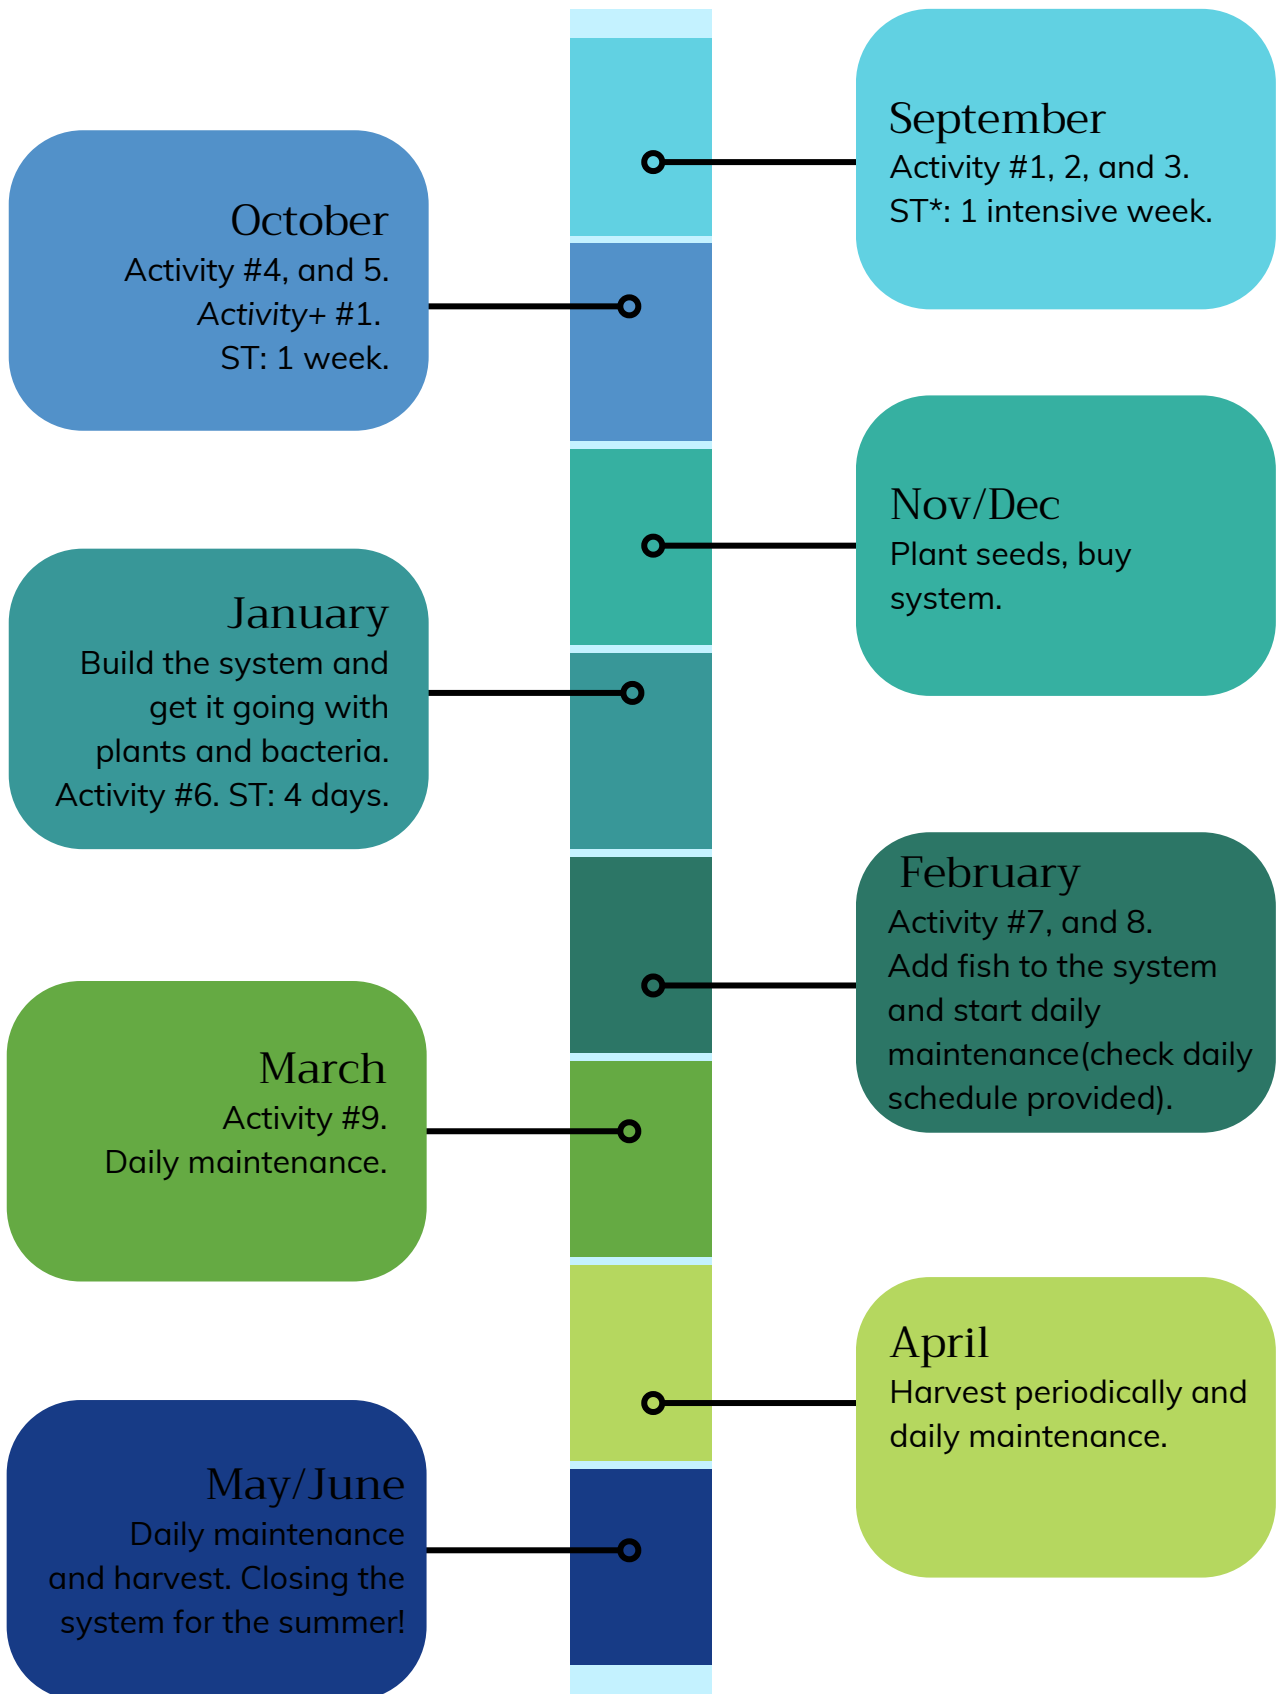 September
Activity #1, 2, and 3.
ST*: 1 intensive week.
October
Activity #4, and 5.
Activity+ #1.
ST: 1 week.
Nov/Dec
Plant seeds, buy
system.
January
Build the system and
get it going with
plants and bacteria.
Activity #6. ST: 4 days.
February
Activity #7, and 8.
Add fish to the system
and start daily
maintenance(check daily
schedule provided).
March
Activity #9.
Daily maintenance.
April
Harvest periodically and
daily maintenance.
May/June
Daily maintenance
and harvest. Closing the
system for the summer!